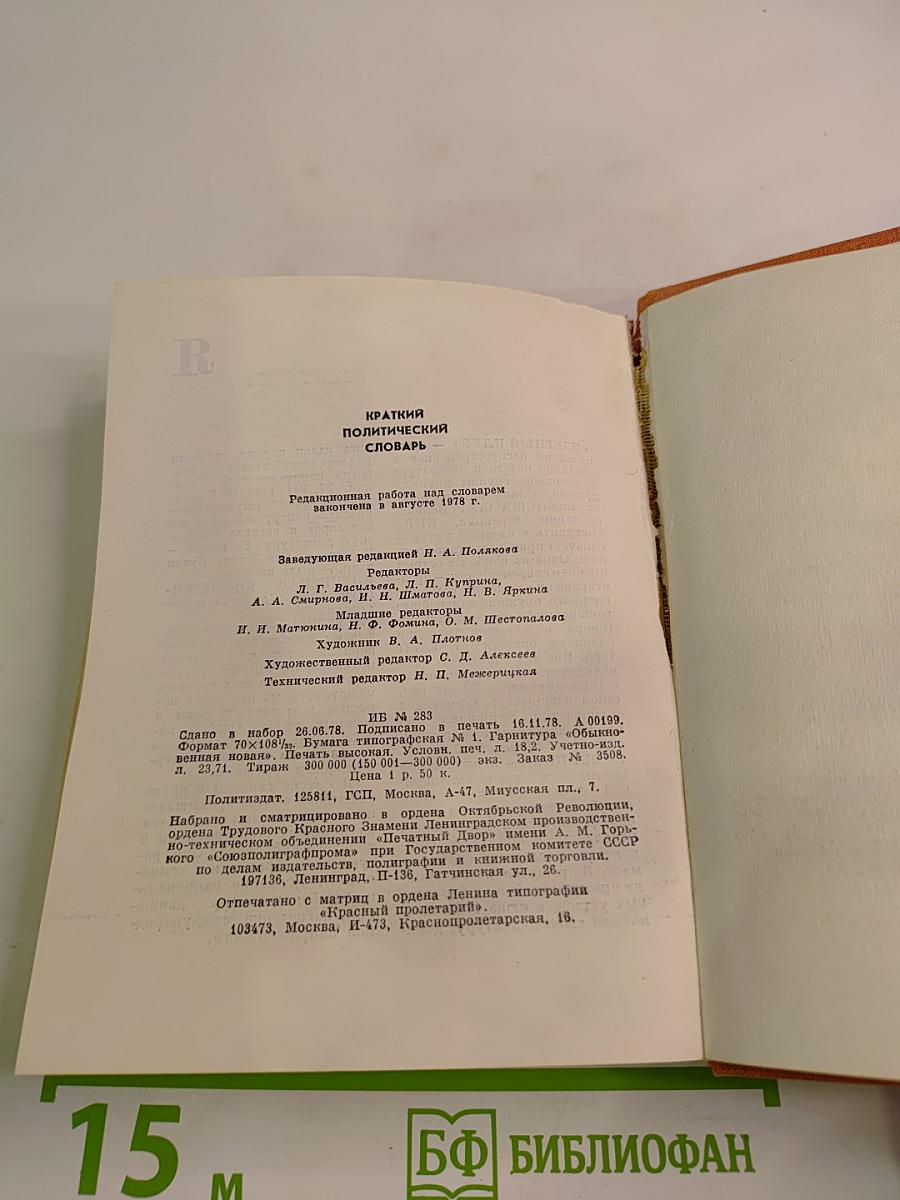 КРАТКИЙ
ПОЛИТИЧЕСКИЙ
СЛОВАРЬ
Редакционная работа над словарем
закончена в августе 1978 г.
Заведующая редакцией Н. А. Полякова
Редакторы
Л. Г. Васильева, Л. П. Куприна,
А. А. Смирнова, И. Н. Шматова, Н. В. Яркина
Младшие редакторы
И. И. Матюнина, Н. Ф. Фомина, О. М. Шестопалова
Художник В. А. Плотнов
Художественный редактор С. Д. Алексеев
Технический редактор Н. П. Межерицкая
ИБ № 283
Сдано в набор 26.06.78. Подписано в печать 16.11.78. А 00199.
Формат 70×108¹/₃₂. Бумага типографская № 1. Гарнитура «Обыкно-
венная новая». Печать высокая. Условн. печ. л. 18,2. Учетно-изд.
л. 23,71. Тираж 300 000 (150 001—300 000) экз. Заказ № 3508.
Цена 1 р. 50 к.
Политиздат. 125811, ГСП, Москва, А-47, Миусская пл., 7.
Набрано и сматрицировано в ордена Октябрьской Революции,
ордена Трудового Красного Знамени Ленинградском производствен-
но-техническом объединении «Печатный Двор» имени А. М. Горь-
кого «Союзполиграфпрома» при Государственном комитете СССР
по делам издательств, полиграфии и книжной торговли.
197136, Ленинград, П-136, Гатчинская ул., 26.
Отпечатано с матриц в ордена Ленина типографии
«Красный пролетарий».
103473, Москва, И-473, Краснопролетарская, 16.
15 м
БФ БИБЛИОФАН